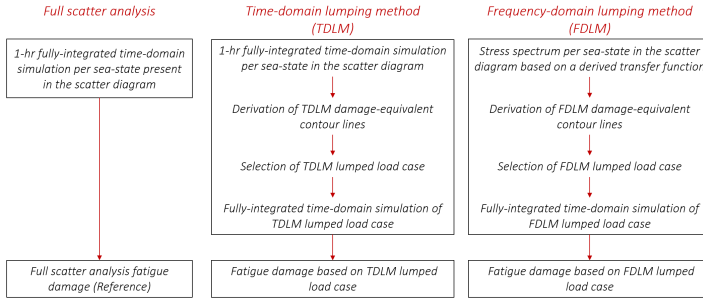 Full scatter analysis
1-hr fully-integrated time-domain
simulation per sea-state present
in the scatter diagram
Full scatter analysis fatigue
damage (Reference)
Time-domain lumping method
(TDLM)
1-hr fully-integrated time-domain simulation
per sea-state in the scatter diagram
Derivation of TDLM damage-equivalent
contour lines
Selection of TDLM lumped load case
Fully-integrated time-domain simulation of
TDLM lumped load case
Fatigue damage based on TDLM lumped
load case
Frequency-domain lumping method
(FDLM)
Stress spectrum per sea-state in the scatter
diagram based on a derived transfer function
Derivation of FDLM damage-equivalent
contour lines
Selection of FDLM lumped load case
Fully-integrated time-domain simulation of
FDLM lumped load case
Fatigue damage based on FDLM lumped
load case